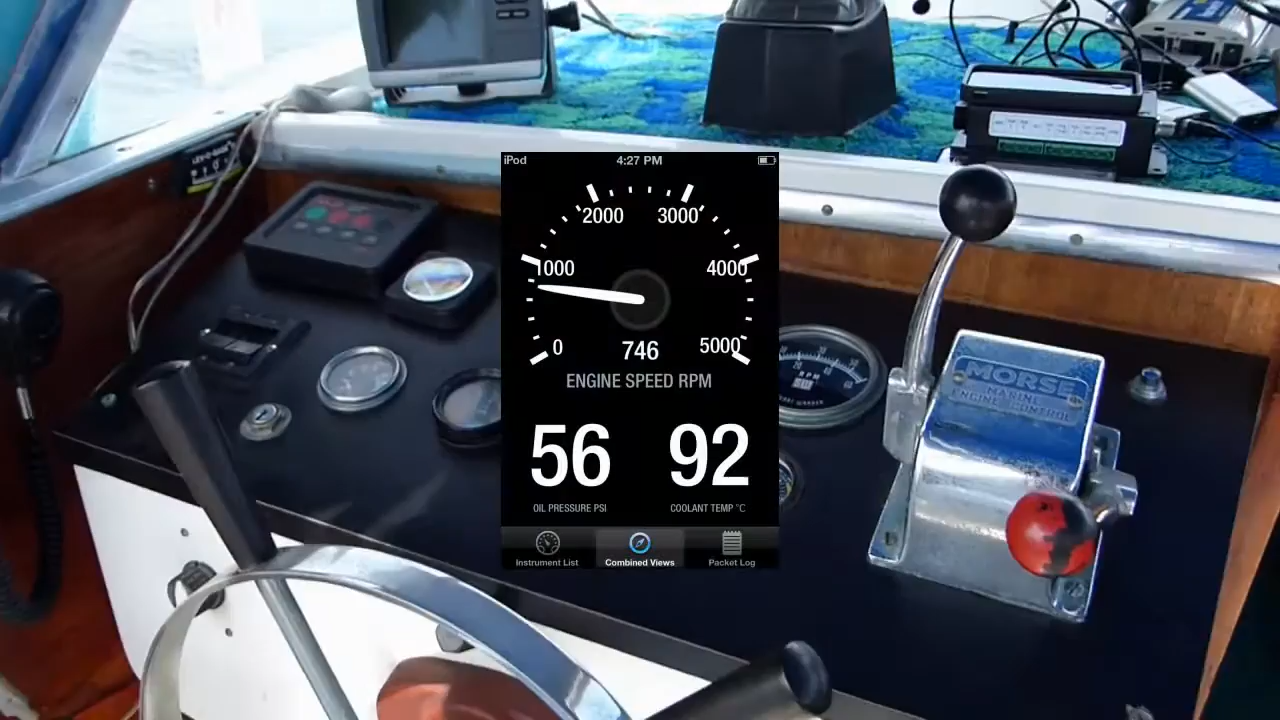 iPod 4:27 PM
2000 3000
1000 4000
0 746 5000
ENGINE SPEED RPM
56 92
OIL PRESSURE PSI COOLANT TEMP °C
Instrument List Combined Views Packet Log
RPM
MORSE
MARINE
ENGINE CONTROL